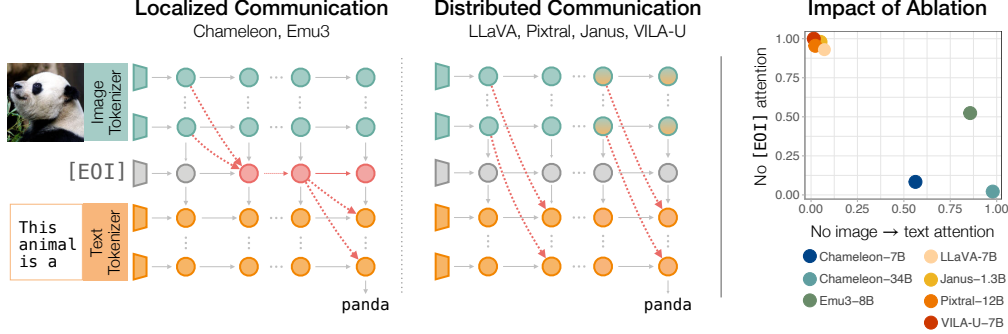 Localized Communication
Chameleon, Emu3
Distributed Communication
LLaVA, Pixtral, Janus, VILA-U
Impact of Ablation
Image
Tokenizer
[EOI]
This
animal
is a
Text
Tokenizer
panda
panda
No [EOI] attention
1.00
0.75
0.50
0.25
0.00
0.00 0.25 0.50 0.75 1.00
No image → text attention
Chameleon-7B
Chameleon-34B
Emu3-8B
LLaVA-7B
Janus-1.3B
Pixtral-12B
VILA-U-7B